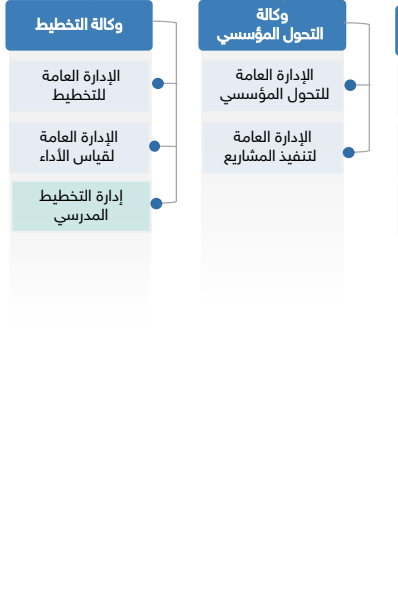 وكالة
التحول المؤسسي
الإدارة العامة
للتحول المؤسسي
الإدارة العامة
لتنفيذ المشاريع
وكالة التخطيط
الإدارة العامة
للتخطيط
الإدارة العامة
لقياس الأداء
إدارة التخطيط
المدرسي